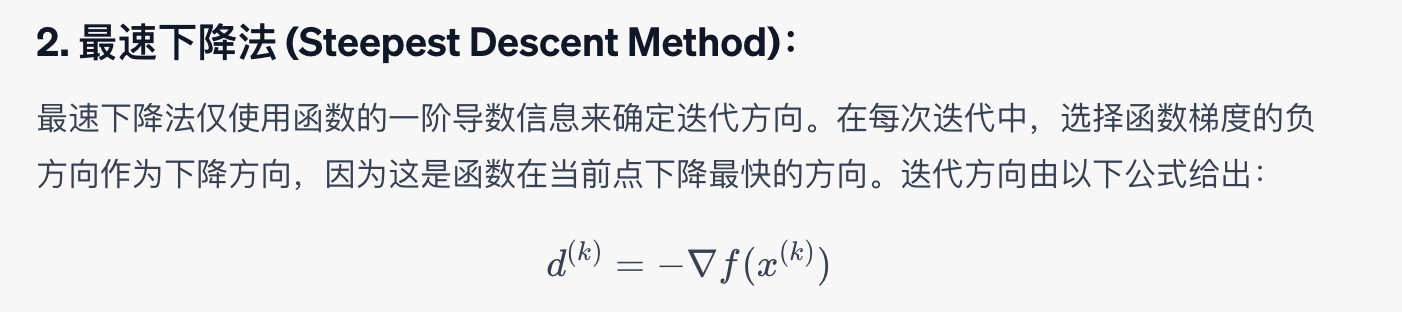 2. 最速下降法 (Steepest Descent Method)：
最速下降法仅使用函数的一阶导数信息来确定迭代方向。在每次迭代中，选择函数梯度的负
方向作为下降方向，因为这是函数在当前点下降最快的方向。迭代方向由以下公式给出：
d^{(k)} = −∇f(x^{(k)})